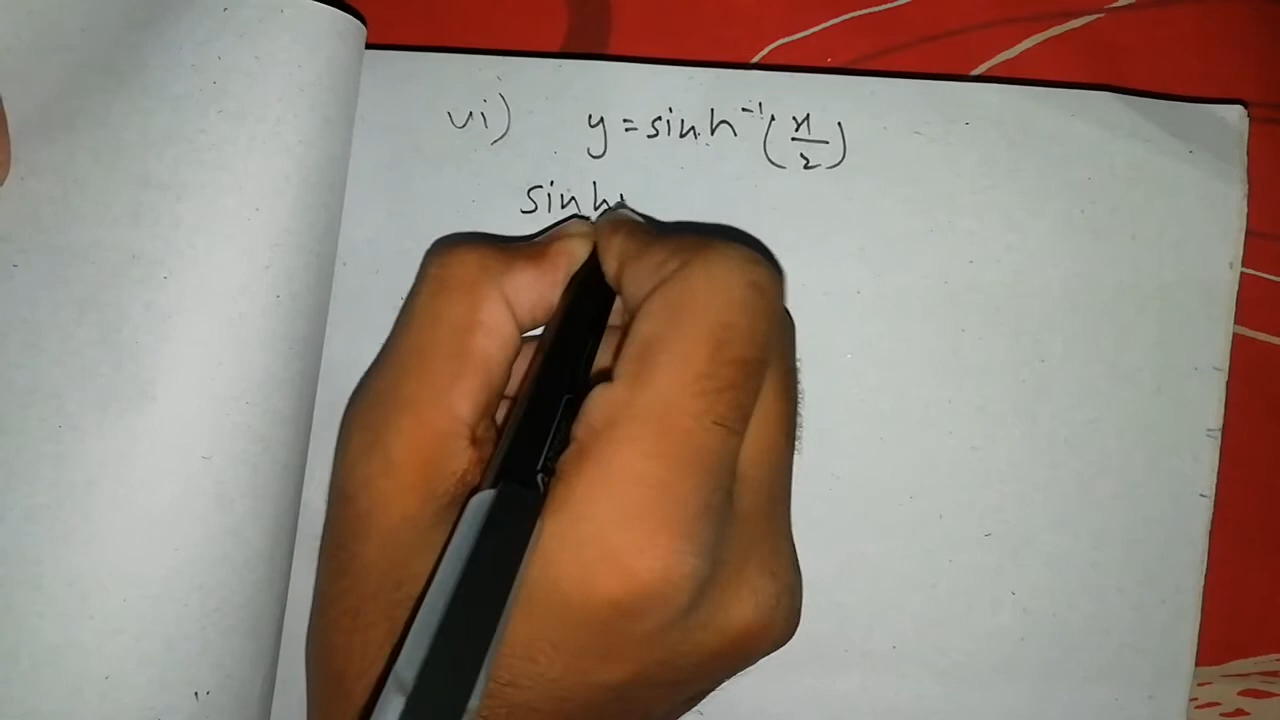 vi) y = sinh⁻¹(x/2)
sinh